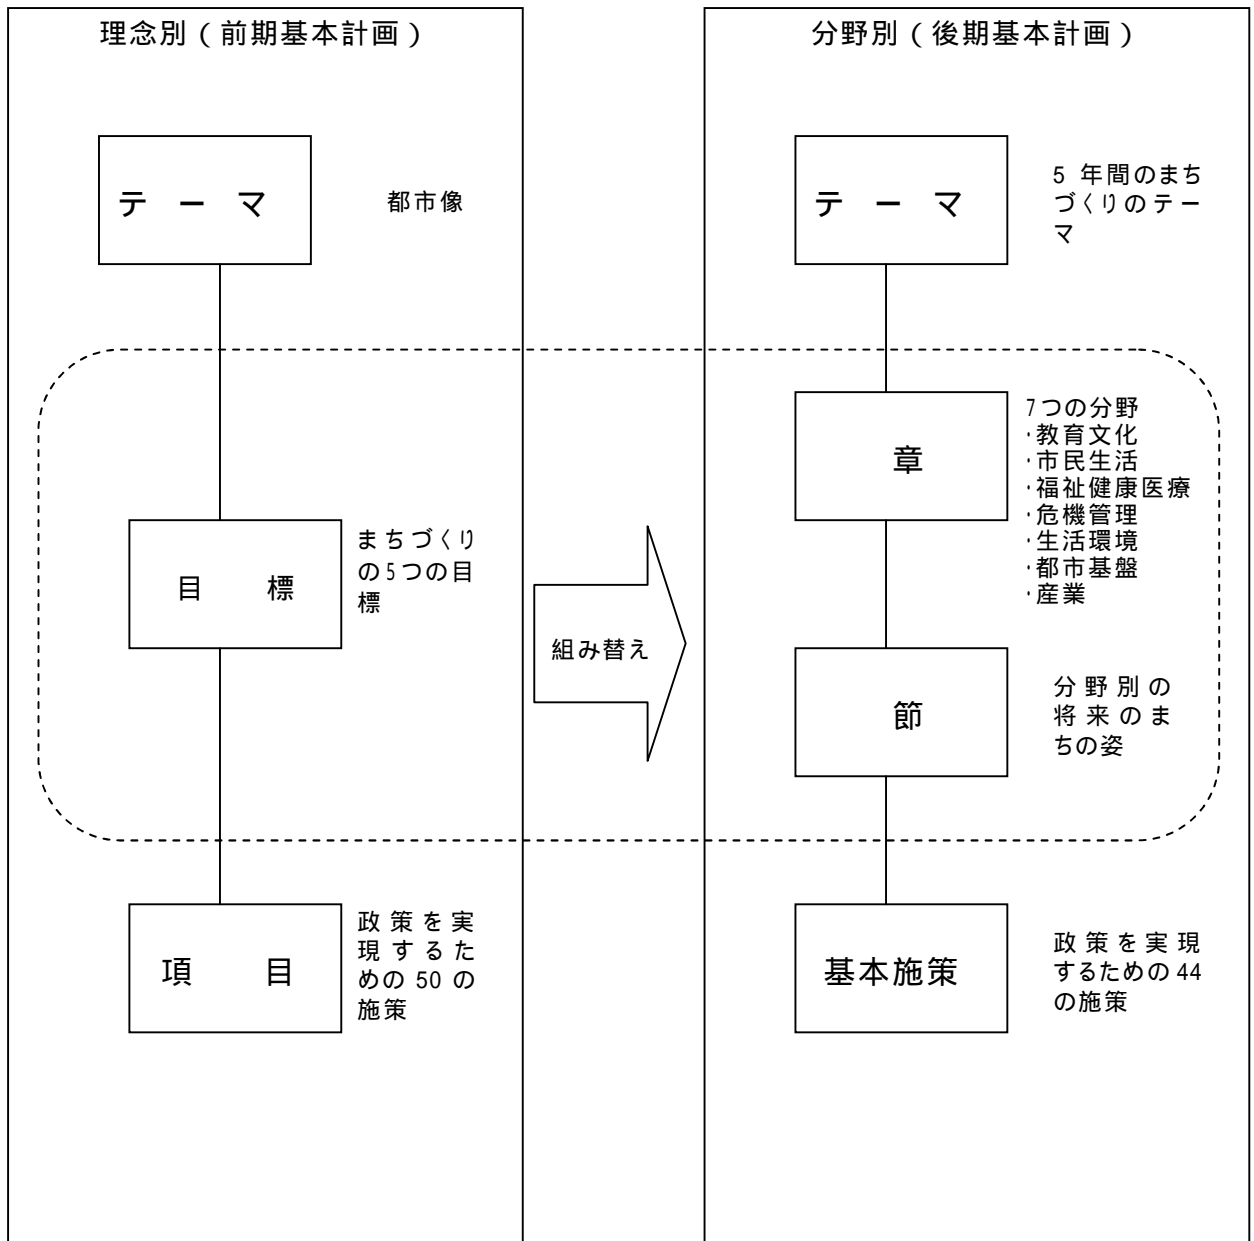 理念別（前期基本計画）
テーマ
都市像
目　標
まちづくり
の5つの目
標
項　目
政策を実
現するた
めの 50 の
施策
組み替え
分野別（後期基本計画）
テーマ
5 年間のまち
づくりのテー
マ
章
7つの分野
・教育文化
・市民生活
・福祉健康医療
・危機管理
・生活環境
・都市基盤
・産業
節
分野別の
将来のま
ちの姿
基本施策
政策を実現
するための 44
の施策